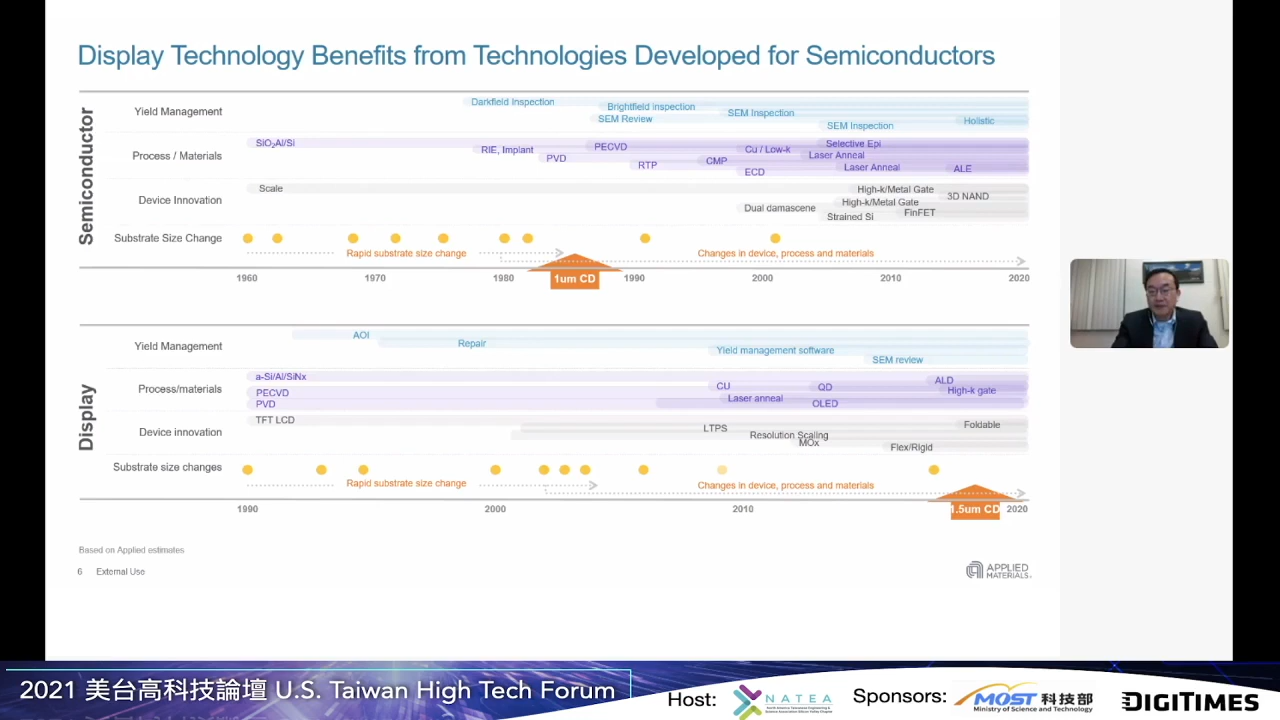 Display Technology Benefits from Technologies Developed for Semiconductors
Semiconductor
Yield Management
Darkfield Inspection
Brightfield inspection
SEM Review
SEM Inspection
SEM Inspection
Holistic
Process / Materials
SiO2Al/Si
RIE, Implant
PVD
PECVD
RTP
CMP
Cu / Low-k
ECD
Selective Epi
Laser Anneal
Laser Anneal
ALE
Device Innovation
Scale
Dual damascene
High-k/Metal Gate
High-k/Metal Gate
Strained Si
FinFET
3D NAND
Substrate Size Change
Rapid substrate size change
Changes in device, process and materials
1960 1970 1980 1um CD 1990 2000 2010 2020
Display
Yield Management
AOI
Repair
Yield management software
SEM review
Process/materials
a-Si/Al/SiNx
PECVD
PVD
CU
Laser anneal
QD
OLED
ALD
High-k gate
Device innovation
TFT LCD
LTPS
Resolution Scaling
MOx
Flex/Rigid
Foldable
Substrate size changes
Rapid substrate size change
Changes in device, process and materials
1990 2000 2010 1.5um CD 2020
Based on Applied estimates
6 External Use
APPLIED
MATERIALS
2021 美台高科技論壇 U.S. Taiwan High Tech Forum
Host:
NATEA
Sponsors:
MOST 科技部
Ministry of Science and Technology
DIGITIMES